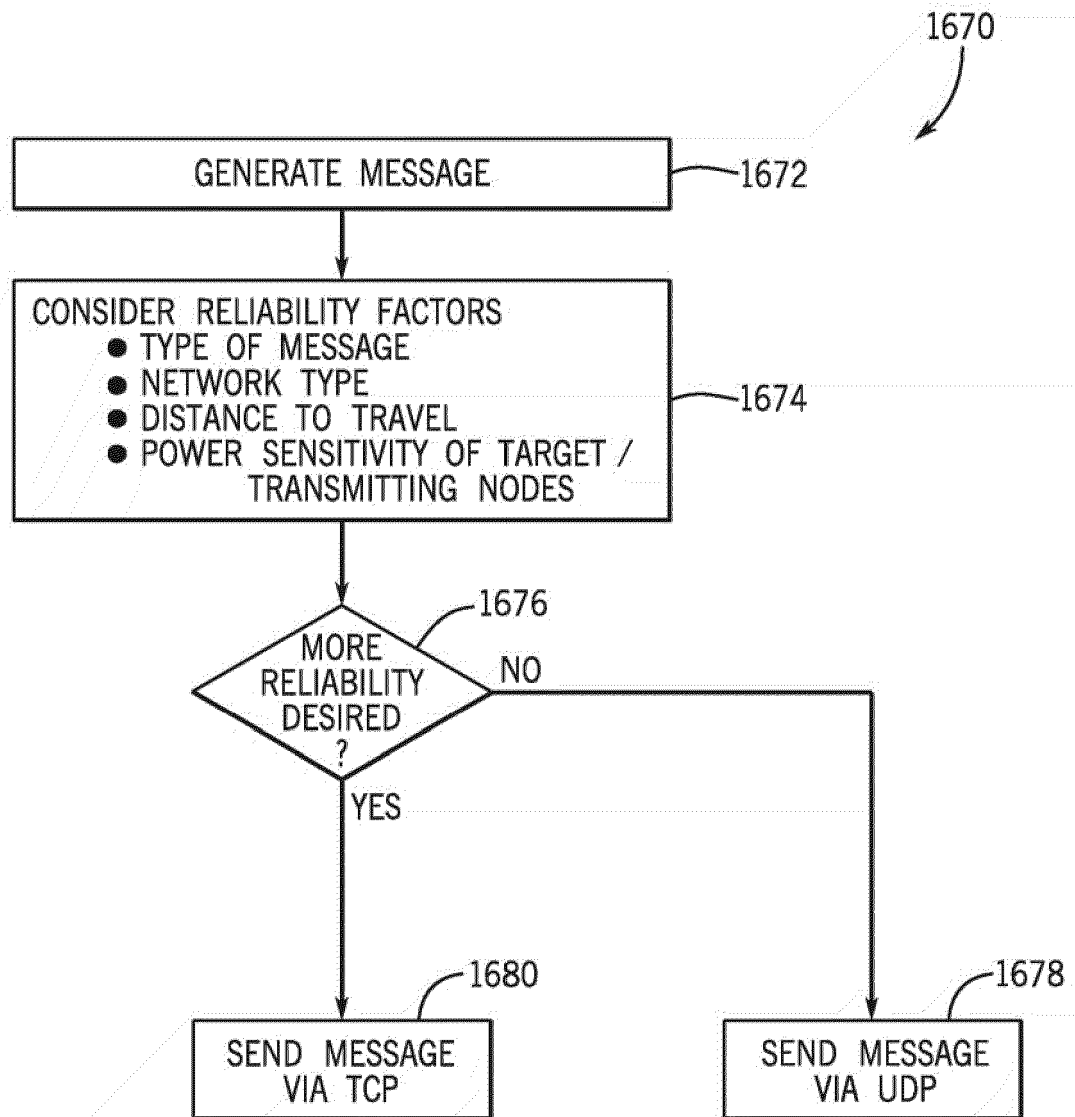 1670
GENERATE MESSAGE
1672
CONSIDER RELIABILITY FACTORS
● TYPE OF MESSAGE
● NETWORK TYPE
● DISTANCE TO TRAVEL
● POWER SENSITIVITY OF TARGET /
TRANSMITTING NODES
1674
1676
MORE
RELIABILITY
DESIRED
?
NO
YES
1680
SEND MESSAGE
VIA TCP
1678
SEND MESSAGE
VIA UDP